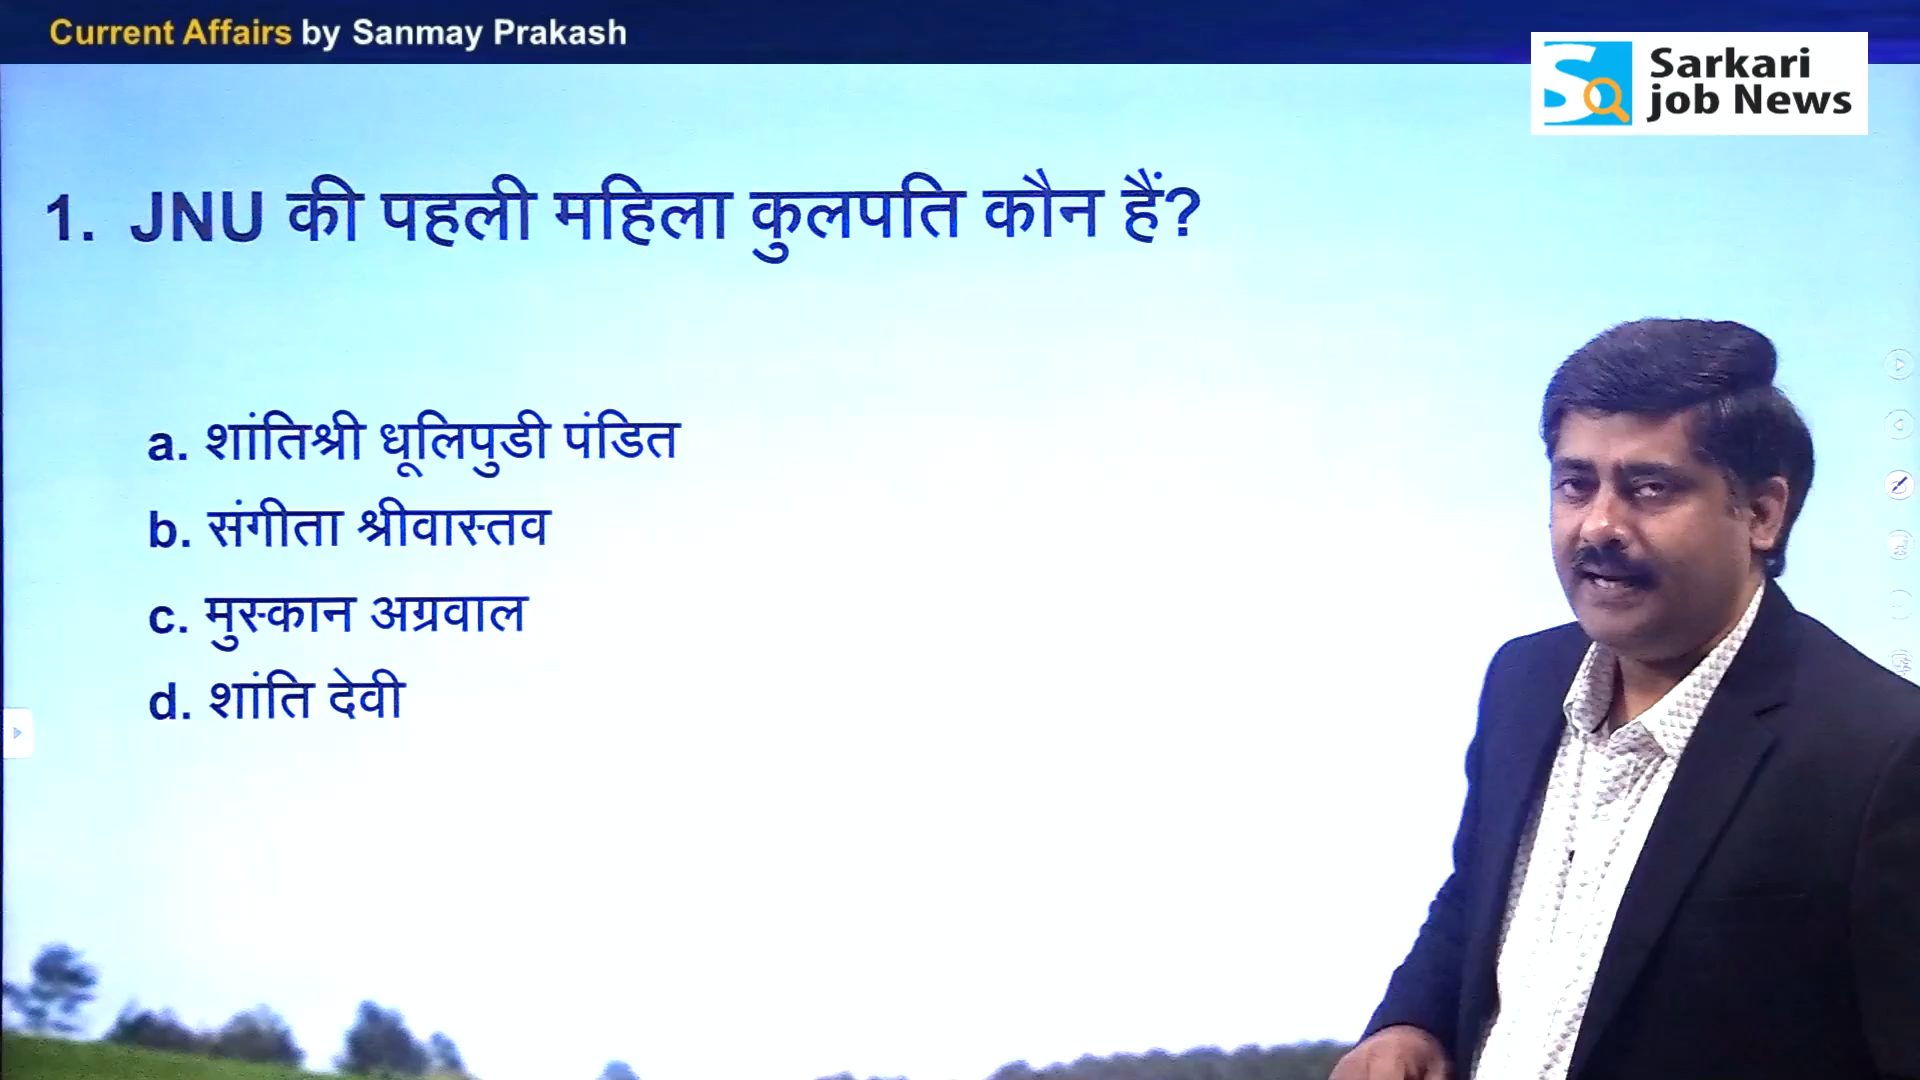 Current Affairs by Sanmay Prakash
Sarkari
job News
1. JNU की पहली महिला कुलपति कौन हैं?
a. शांतिश्री धूलिपुडी पंडित
b. संगीता श्रीवास्तव
c. मुस्कान अग्रवाल
d. शांति देवी